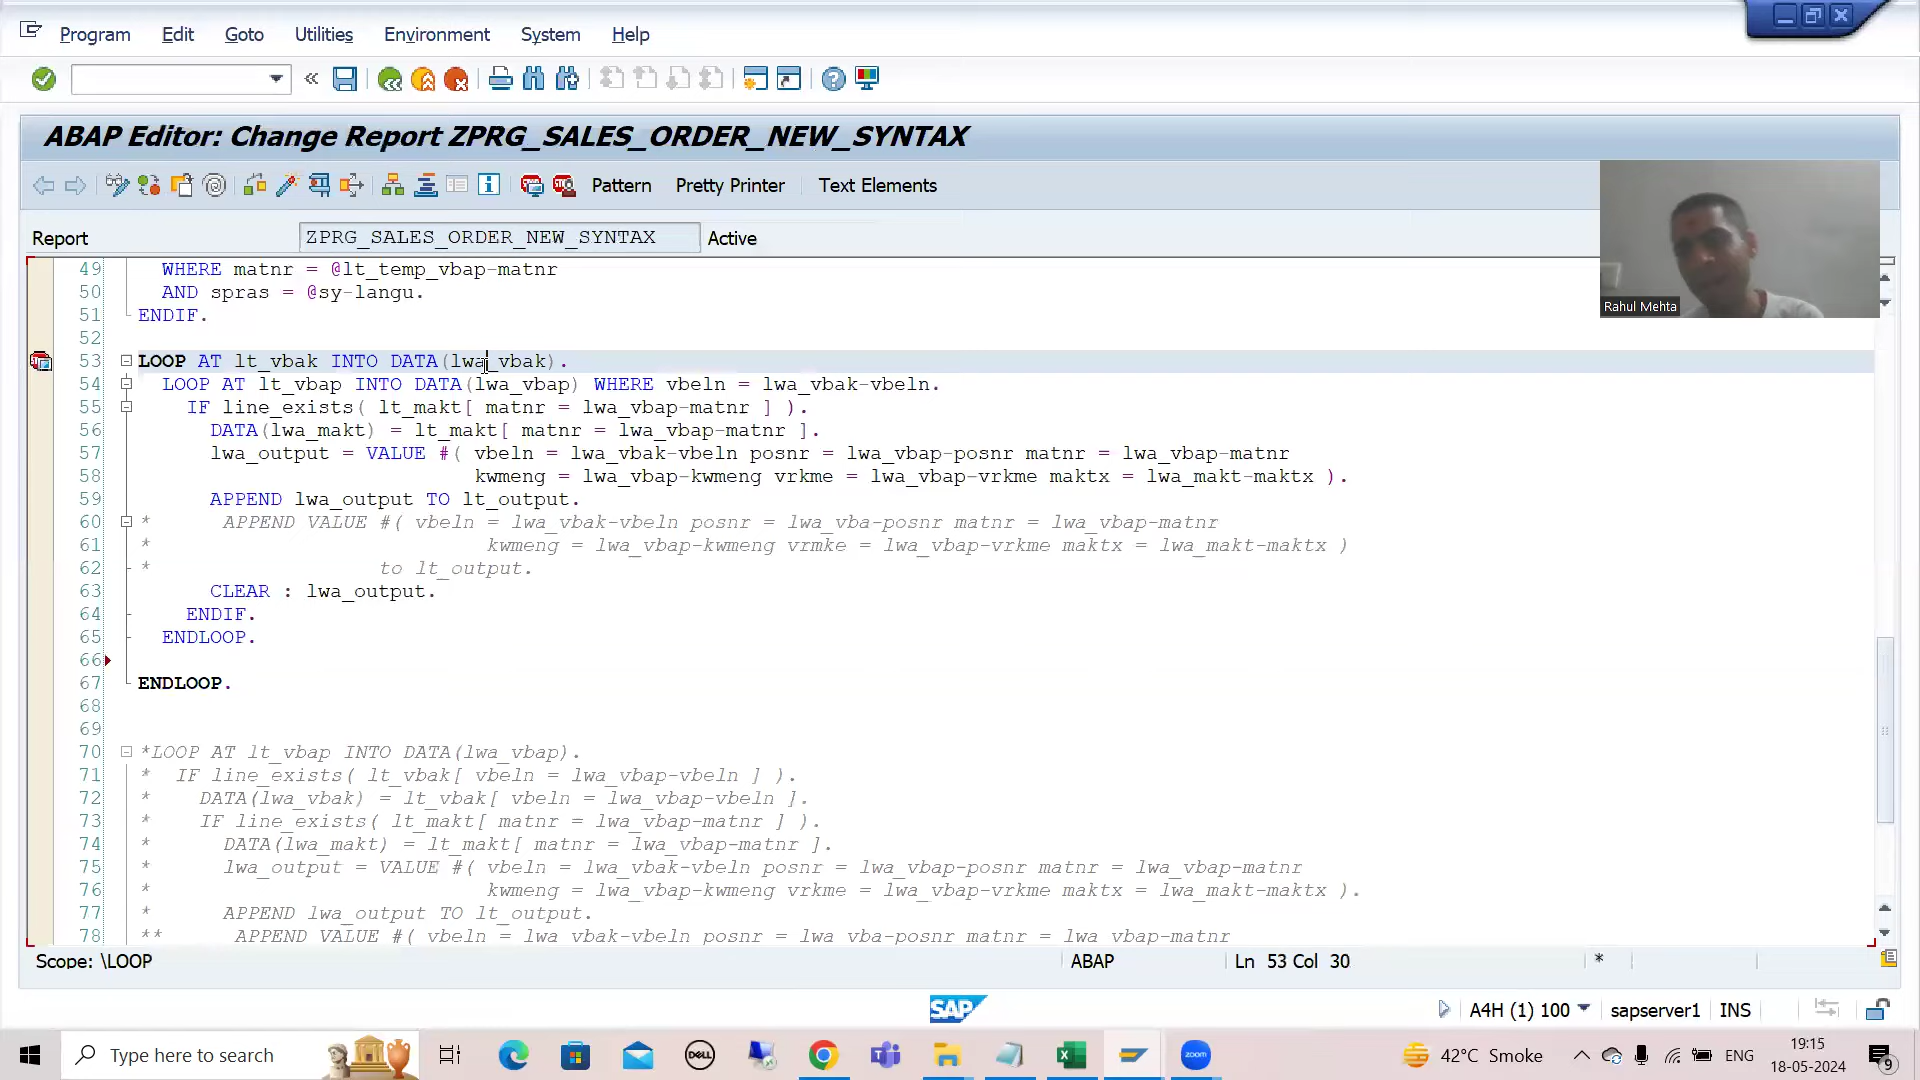 Program Edit Goto Utilities Environment System Help
ABAP Editor: Change Report ZPRG_SALES_ORDER_NEW_SYNTAX
Pattern Pretty Printer Text Elements
Report ZPRG_SALES_ORDER_NEW_SYNTAX Active
Rahul Mehta
49 WHERE matnr = @lt_temp_vbap-matnr
50 AND spras = @sy-langu.
51 ENDIF.
52
53 LOOP AT lt_vbak INTO DATA(lwa_vbak).
54 LOOP AT lt_vbap INTO DATA(lwa_vbap) WHERE vbeln = lwa_vbak-vbeln.
55 IF line_exists( lt_makt[ matnr = lwa_vbap-matnr ] ).
56 DATA(lwa_makt) = lt_makt[ matnr = lwa_vbap-matnr ].
57 lwa_output = VALUE #( vbeln = lwa_vbak-vbeln posnr = lwa_vbap-posnr matnr = lwa_vbap-matnr
58 kwmeng = lwa_vbap-kwmeng vrkme = lwa_vbap-vrkme maktx = lwa_makt-maktx ).
59 APPEND lwa_output TO lt_output.
60 * APPEND VALUE #( vbeln = lwa_vbak-vbeln posnr = lwa_vba-posnr matnr = lwa_vbap-matnr
61 * kwmeng = lwa_vbap-kwmeng vrmke = lwa_vbap-vrkme maktx = lwa_makt-maktx )
62 * to lt_output.
63 CLEAR : lwa_output.
64 ENDIF.
65 ENDLOOP.
66
67 ENDLOOP.
68
69
70 *LOOP AT lt_vbap INTO DATA(lwa_vbap).
71 * IF line_exists( lt_vbak[ vbeln = lwa_vbap-vbeln ] ).
72 * DATA(lwa_vbak) = lt_vbak[ vbeln = lwa_vbap-vbeln ].
73 * IF line_exists( lt_makt[ matnr = lwa_vbap-matnr ] ).
74 * DATA(lwa_makt) = lt_makt[ matnr = lwa_vbap-matnr ].
75 * lwa_output = VALUE #( vbeln = lwa_vbak-vbeln posnr = lwa_vbap-posnr matnr = lwa_vbap-matnr
76 * kwmeng = lwa_vbap-kwmeng vrkme = lwa_vbap-vrkme maktx = lwa_makt-maktx ).
77 * APPEND lwa_output TO lt_output.
78 ** APPEND VALUE #( vbeln = lwa_vbak-vbeln posnr = lwa_vba-posnr matnr = lwa_vbap-matnr
Scope: \LOOP ABAP Ln 53 Col 30 *
SAP A4H (1) 100 sapserver1 INS
Type here to search DELL zoom 42°C Smoke ENG 19:15
18-05-2024 9